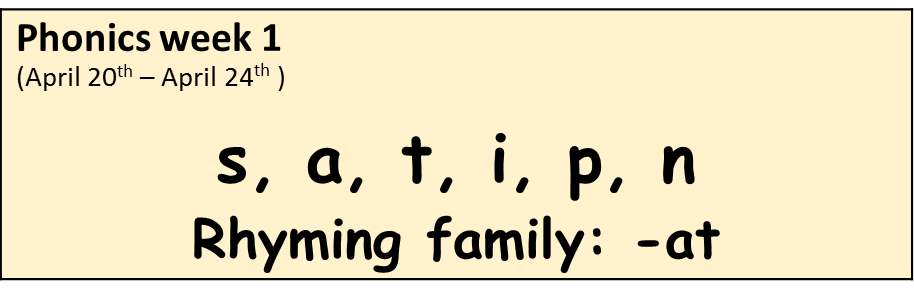 Phonics week 1
(April 20th – April 24th )
s, a, t, i, p, n
Rhyming family: -at